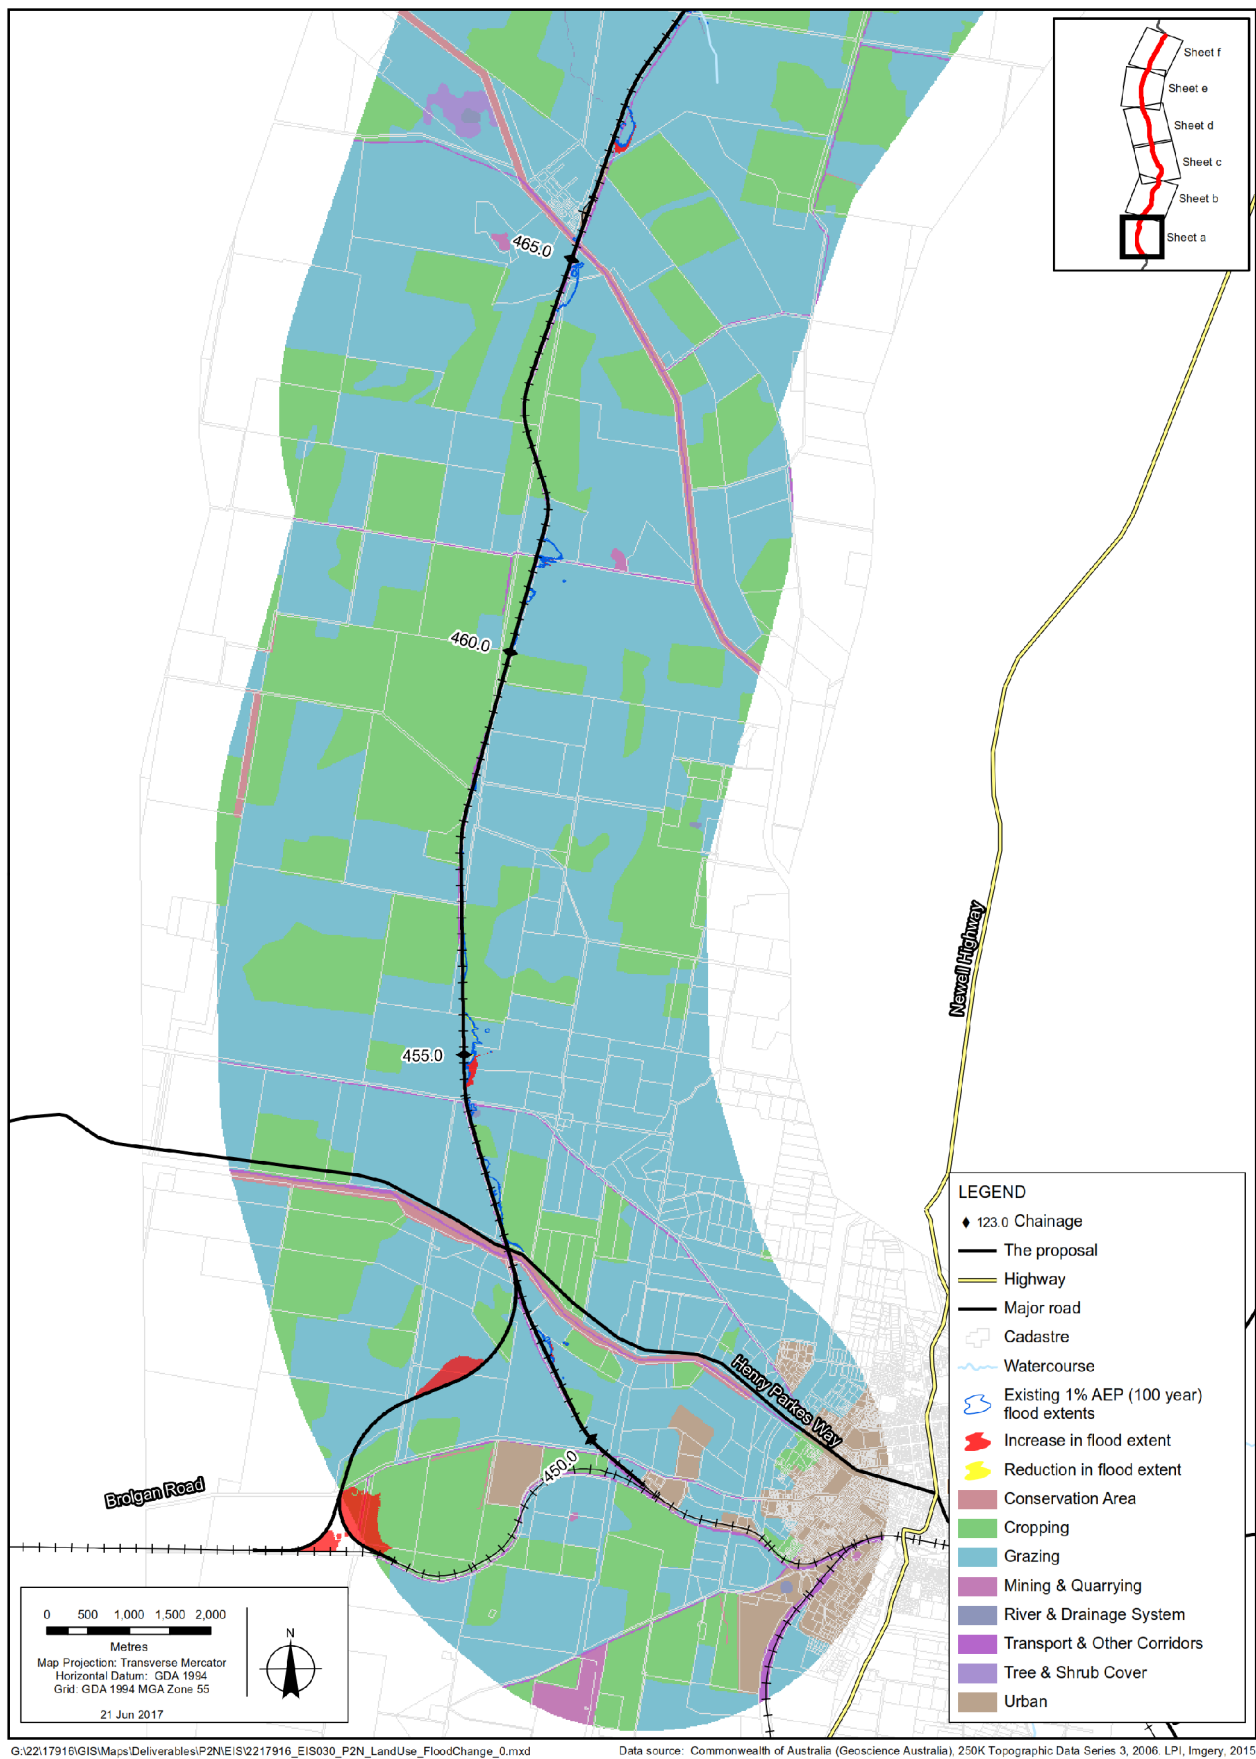 Sheet f
Sheet e
Sheet d
Sheet c
Sheet b
Sheet a
465.0
460.0
455.0
450.0
Newell Highway
Henry Parkes Way
Brolgan Road
LEGEND
123.0 Chainage
The proposal
Highway
Major road
Cadastre
Watercourse
Existing 1% AEP (100 year)
flood extents
Increase in flood extent
Reduction in flood extent
Conservation Area
Cropping
Grazing
Mining & Quarrying
River & Drainage System
Transport & Other Corridors
Tree & Shrub Cover
Urban
0 500 1,000 1,500 2,000
Metres
Map Projection: Transverse Mercator
Horizontal Datum: GDA 1994
Grid: GDA 1994 MGA Zone 55
N
21 Jun 2017
G:\22\17916\GIS\Maps\Deliverables\P2N\EIS\2217916_EIS030_P2N_LandUse_FloodChange_0.mxd
Data source: Commonwealth of Australia (Geoscience Australia), 250K Topographic Data Series 3, 2006. LPI, Imgery, 2015